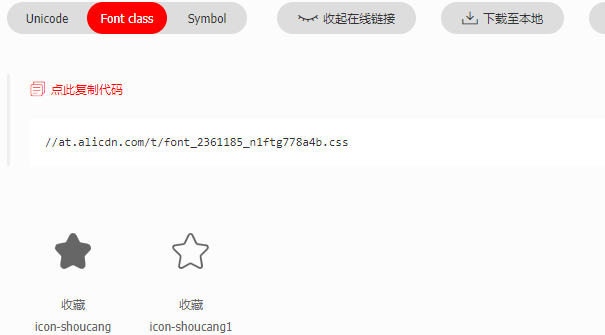 Unicode Font class Symbol 收起在线链接 下载至本地
点此复制代码
//at.alicdn.com/t/font_2361185_n1ftg778a4b.css
收藏 收藏
icon-shoucang icon-shoucang1